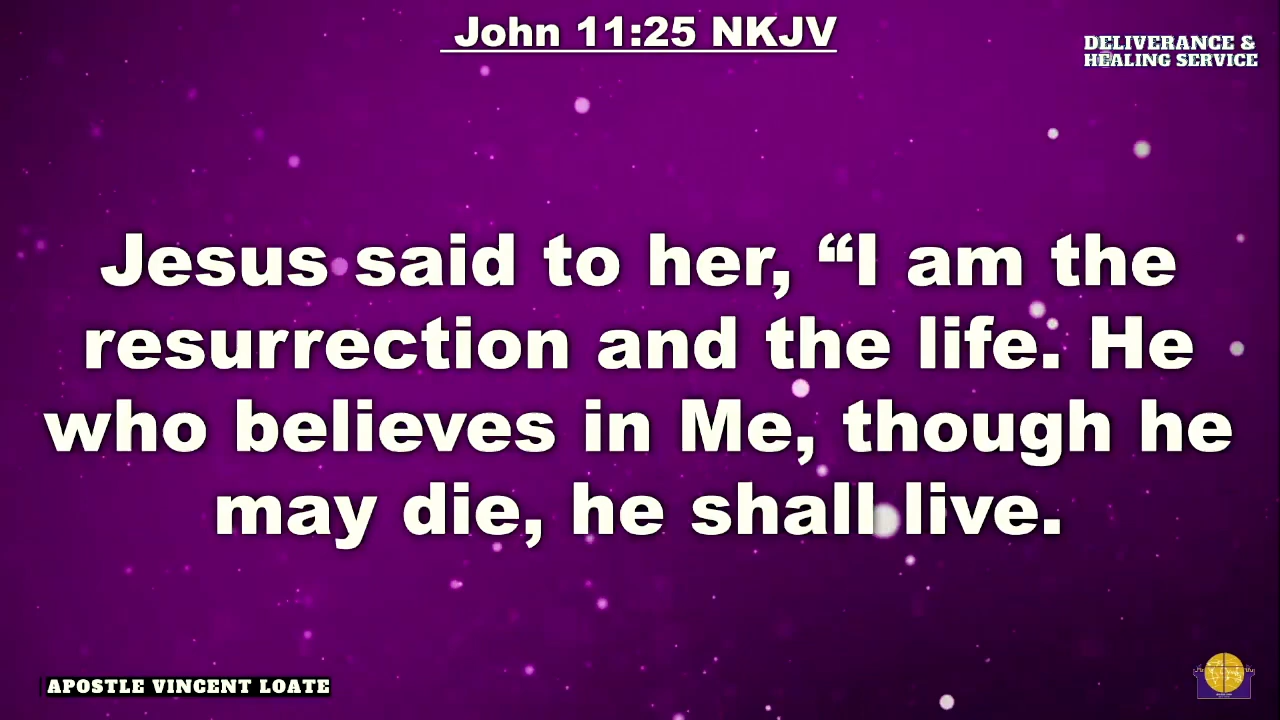 John 11:25 NKJV
DELIVERANCE &
HEALING SERVICE
Jesus said to her, “I am the
resurrection and the life. He
who believes in Me, though he
may die, he shall live.
APOSTLE VINCENT LOATE